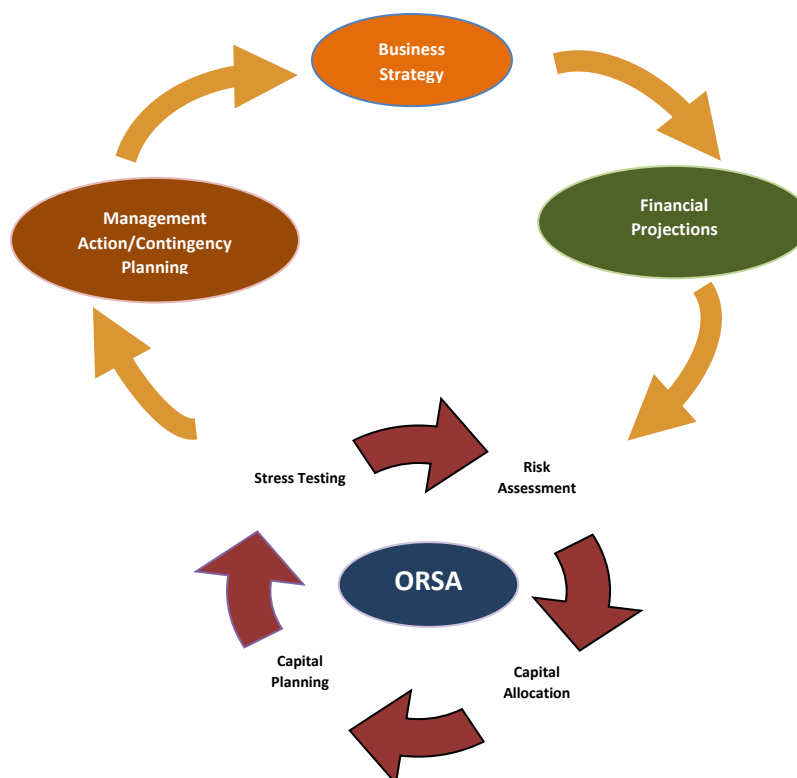 Business
Strategy
Management
Action/Contingency
Planning
Financial
Projections
Stress Testing
Risk
Assessment
ORSA
Capital
Planning
Capital
Allocation